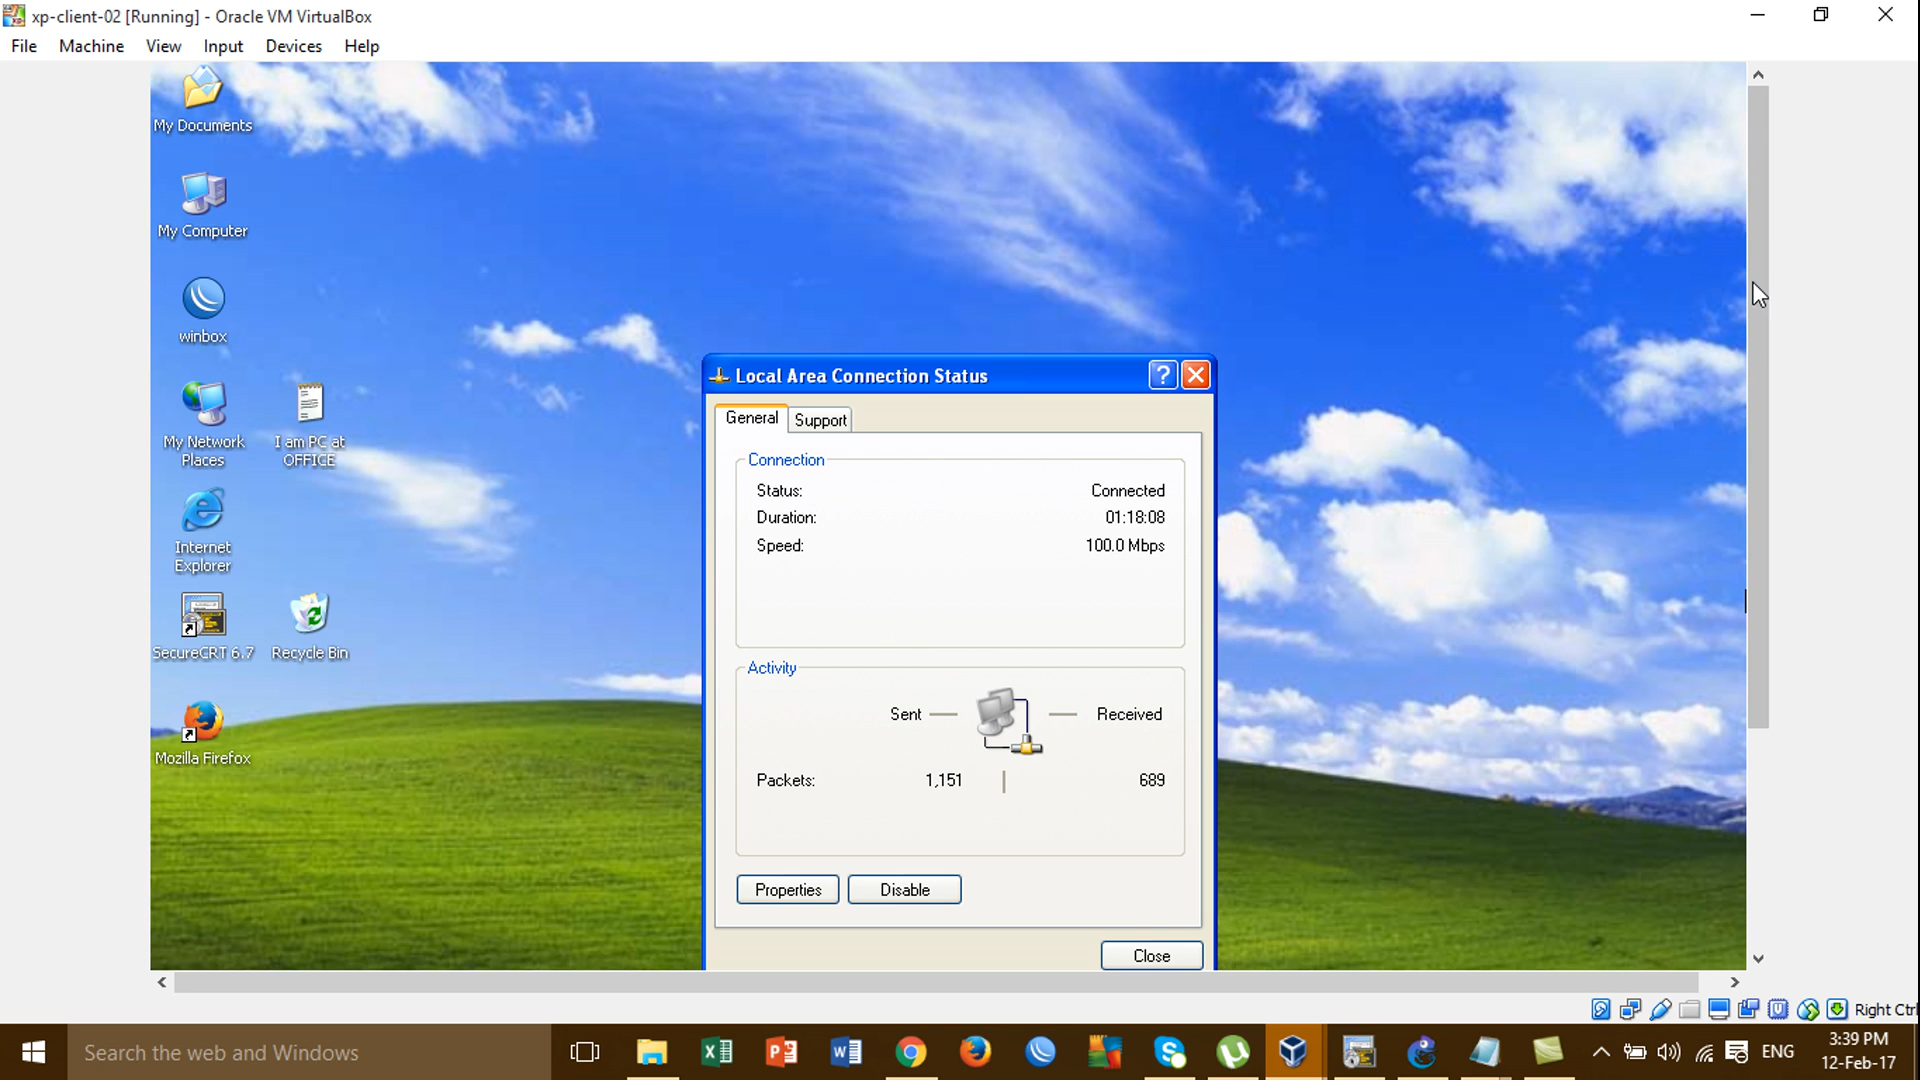 xp-client-02 [Running] - Oracle VM VirtualBox
File Machine View Input Devices Help
My Documents
My Computer
winbox
My Network
Places
I am PC at
OFFICE
Internet
Explorer
SecureCRT 6.7
Recycle Bin
Mozilla Firefox
Local Area Connection Status
General
Support
Connection
Status: Connected
Duration: 01:18:08
Speed: 100.0 Mbps
Activity
Sent Received
Packets: 1,151 689
Properties
Disable
Close
Right Ctrl
Search the web and Windows
ENG
3:39 PM
12-Feb-17